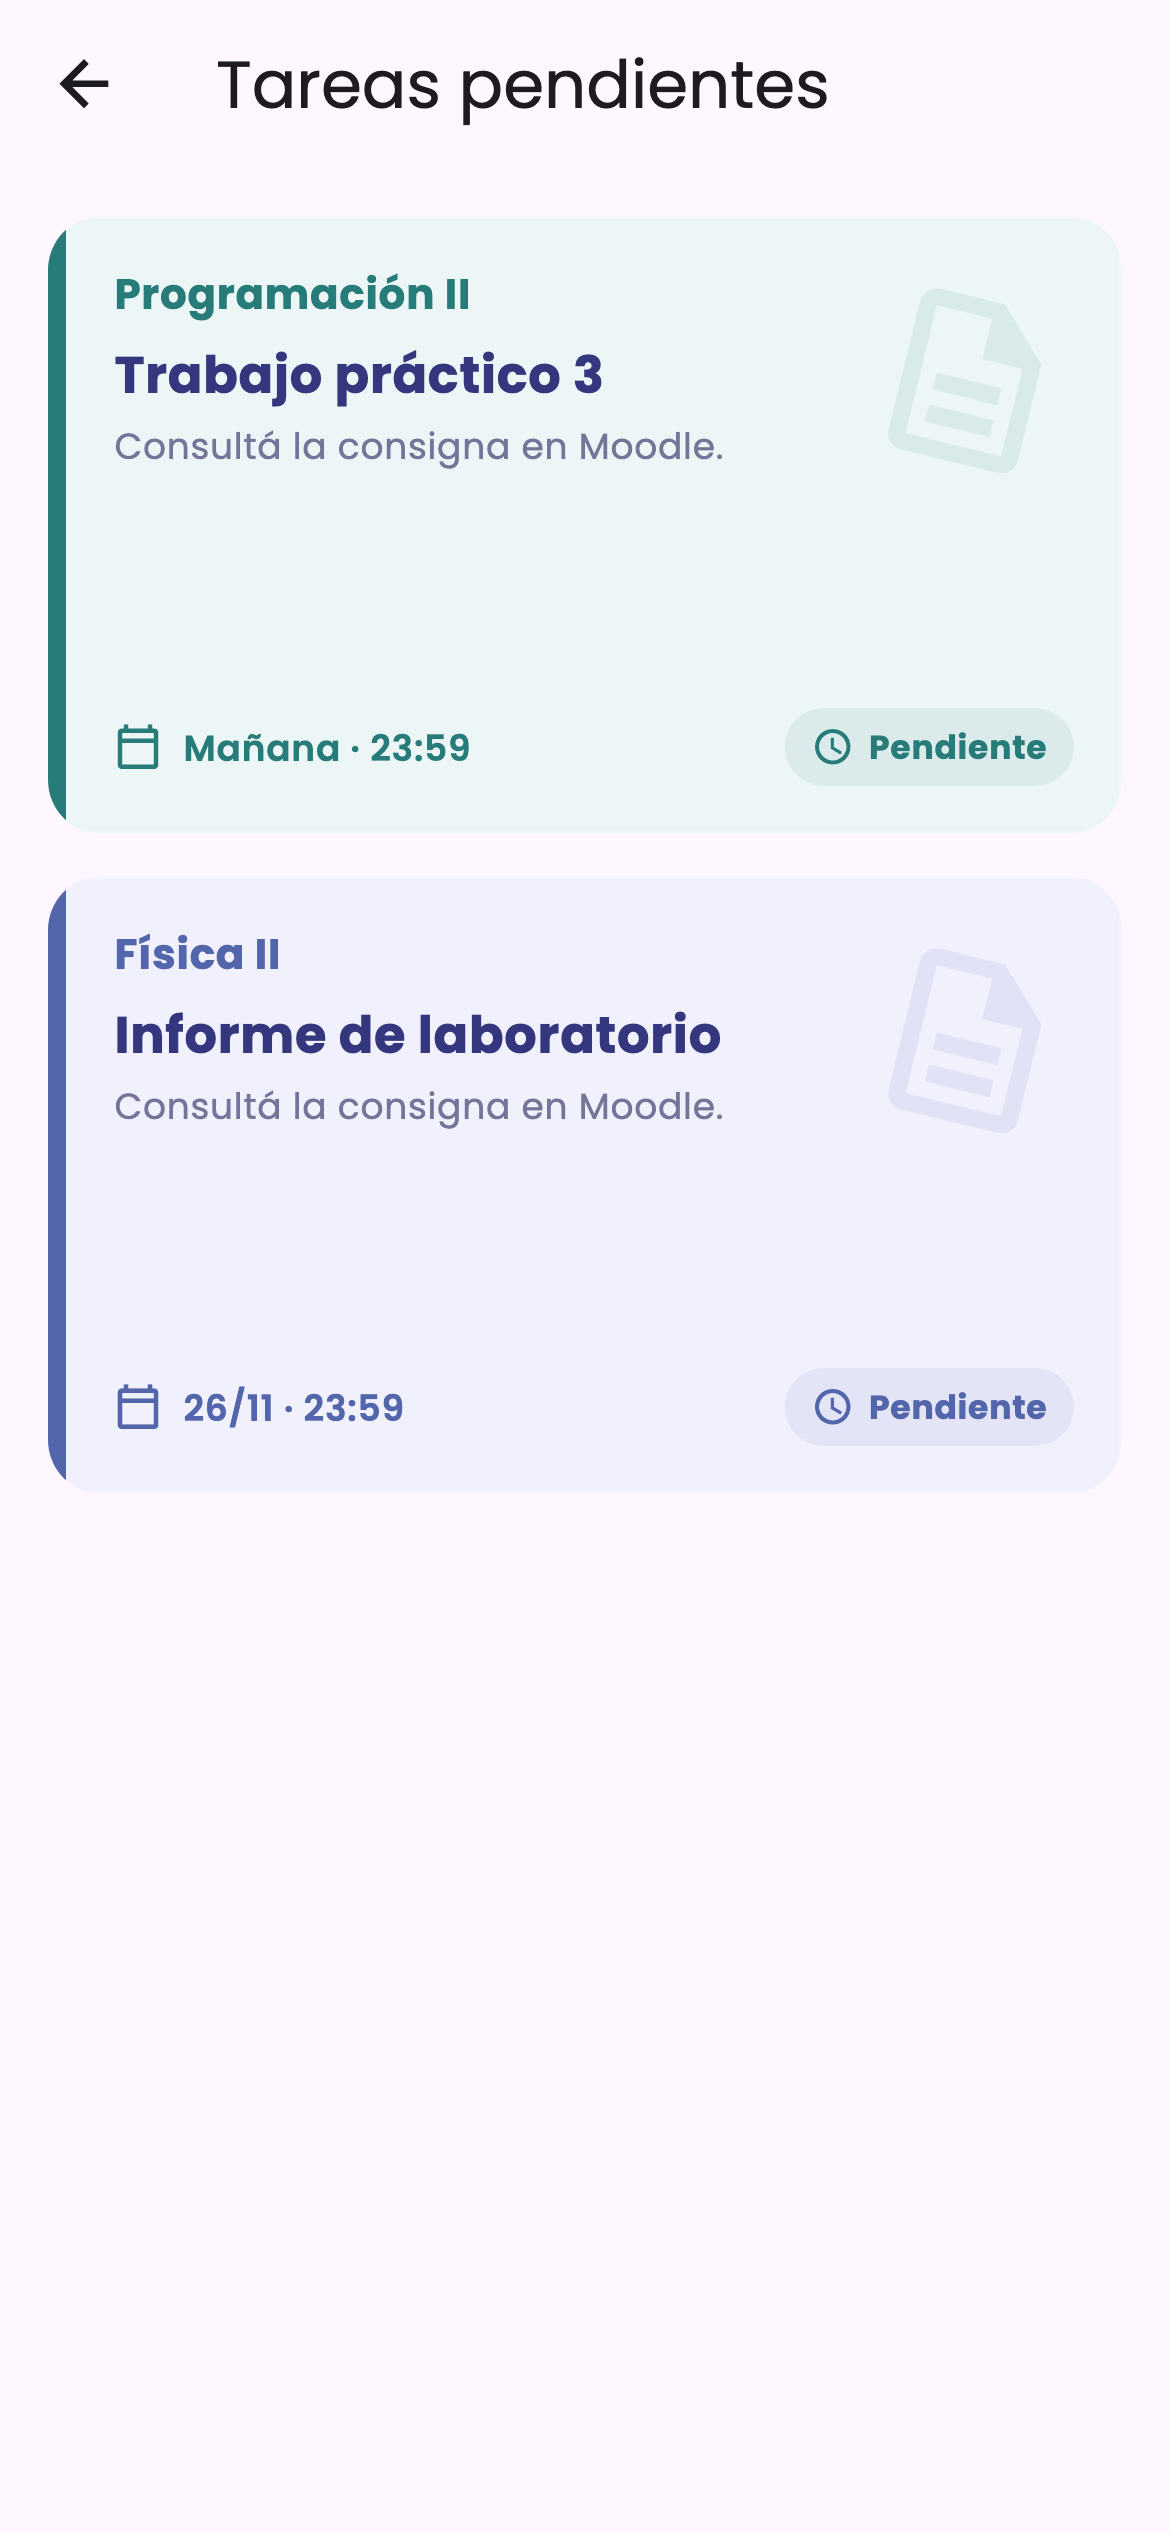 Tareas pendientes
Programación II
Trabajo práctico 3
Consultá la consigna en Moodle.
Mañana · 23:59
Pendiente
Física II
Informe de laboratorio
Consultá la consigna en Moodle.
26/11 · 23:59
Pendiente